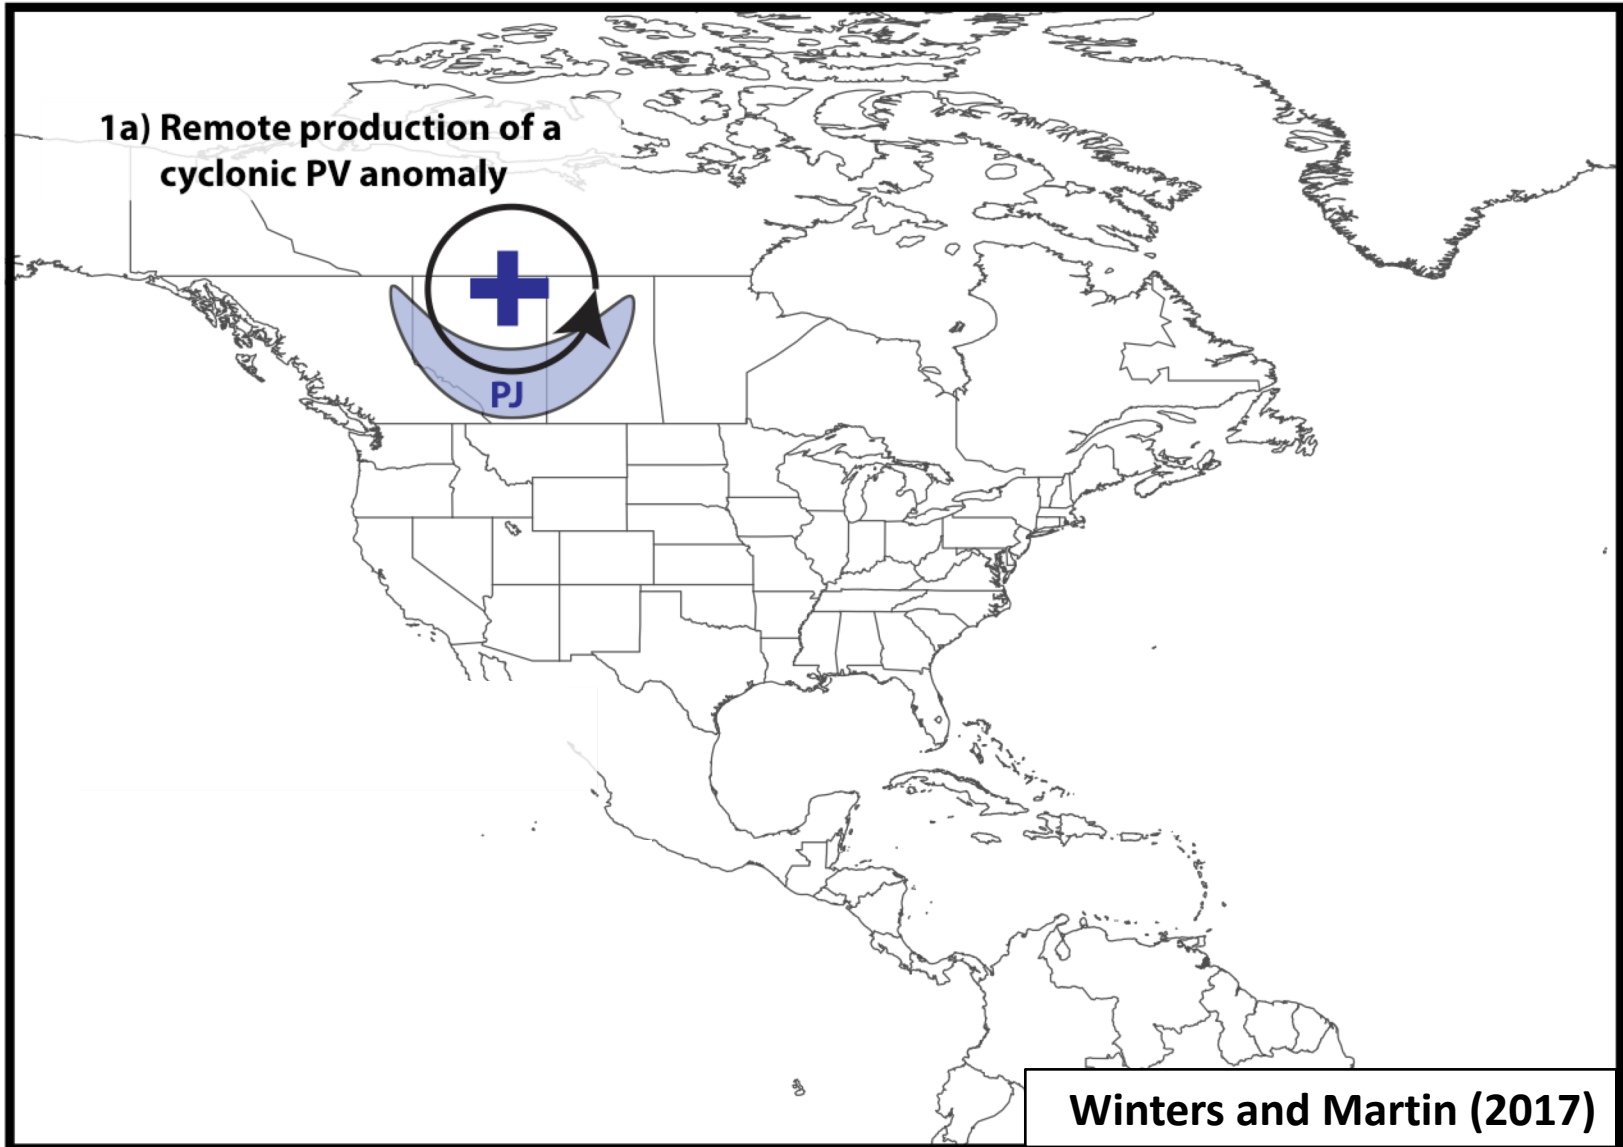 1a) Remote production of a
cyclonic PV anomaly
PJ
Winters and Martin (2017)